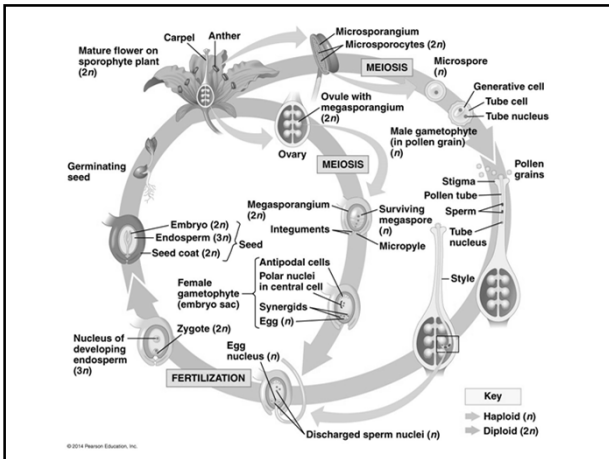 Carpel
Anther
Mature flower on
sporophyte plant
(2n)
Microsporangium
Microsporocytes (2n)
MEIOSIS
Microspore
(n)
Generative cell
Tube cell
Tube nucleus
Ovule with
megasporangium
(2n)
Male gametophyte
(in pollen grain)
(n)
Ovary
Germinating
seed
MEIOSIS
Pollen
grains
Stigma
Pollen tube
Sperm
Tube
nucleus
Megasporangium
(2n)
Surviving
megaspore
(n)
Integuments
Micropyle
Embryo (2n)
Endosperm (3n)
Seed coat (2n)
Seed
Style
Antipodal cells
Polar nuclei
in central cell
Synergids
Egg (n)
Female
gametophyte
(embryo sac)
Nucleus of
developing
endosperm
(3n)
Zygote (2n)
Egg
nucleus (n)
FERTILIZATION
Discharged sperm nuclei (n)
Key
Haploid (n)
Diploid (2n)
© 2014 Pearson Education, Inc.